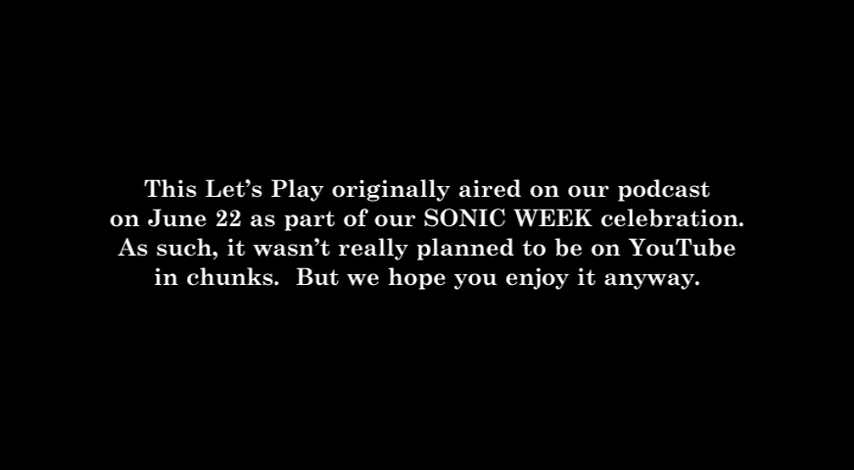 This Let's Play originally aired on our podcast
on June 22 as part of our SONIC WEEK celebration.
As such, it wasn't really planned to be on YouTube
in chunks.  But we hope you enjoy it anyway.